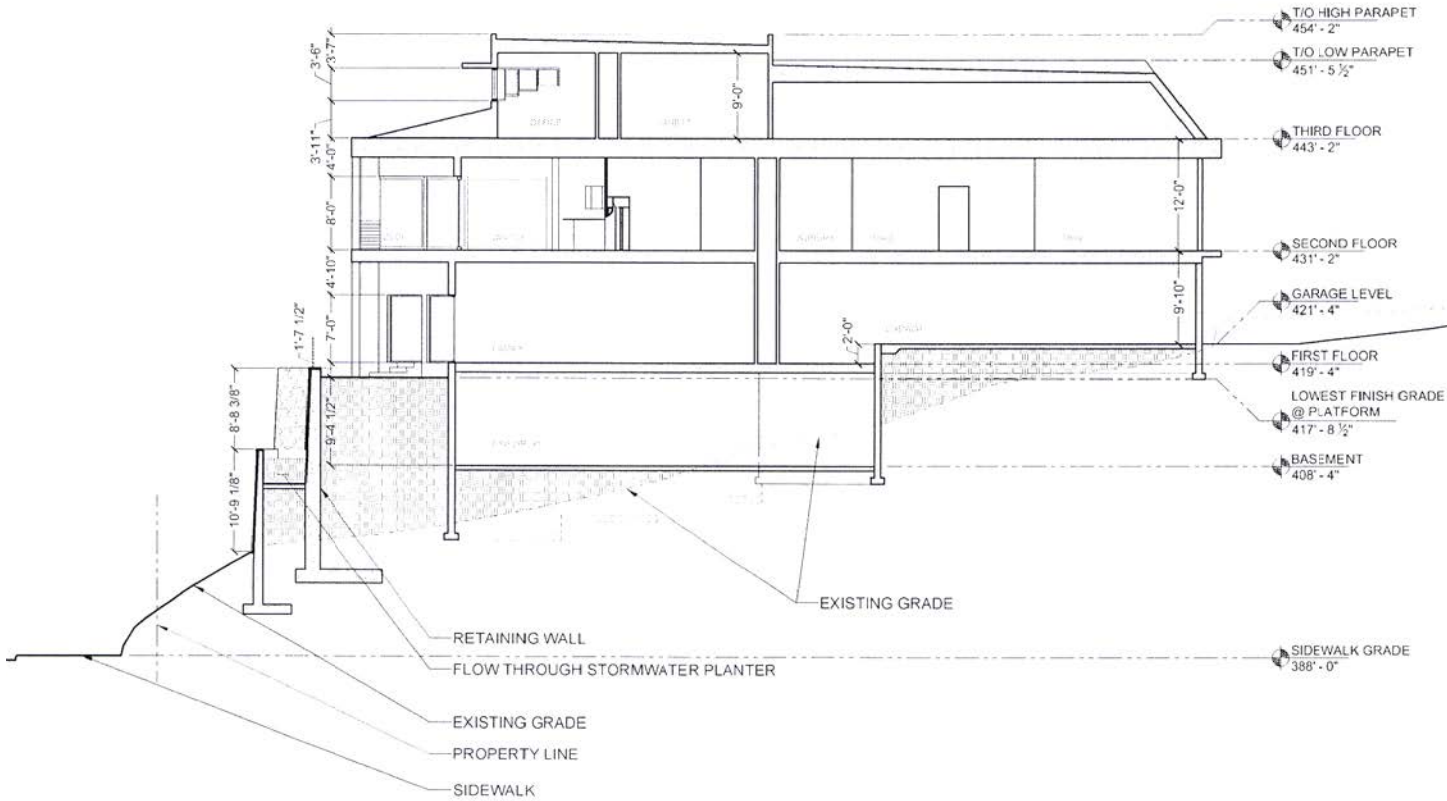 T/O HIGH PARAPET
454' - 2"
T/O LOW PARAPET
451' - 5 ½"
THIRD FLOOR
443' - 2"
SECOND FLOOR
431' - 2"
GARAGE LEVEL
421' - 4"
FIRST FLOOR
419' - 4"
LOWEST FINISH GRADE
@ PLATFORM
417' - 8 ½"
BASEMENT
408' - 4"
SIDEWALK GRADE
388' - 0"
3'-7"
3'-6"
3'-11"
4'-0"
8'-0"
4'-10"
7'-0"
1'-7 1/2"
9'-4 1/2"
8'-8 3/8"
10'-9 1/8"
9'-0"
12'-0"
9'-10"
2'-0"
OFFICE
EXISTING GRADE
RETAINING WALL
FLOW THROUGH STORMWATER PLANTER
EXISTING GRADE
PROPERTY LINE
SIDEWALK